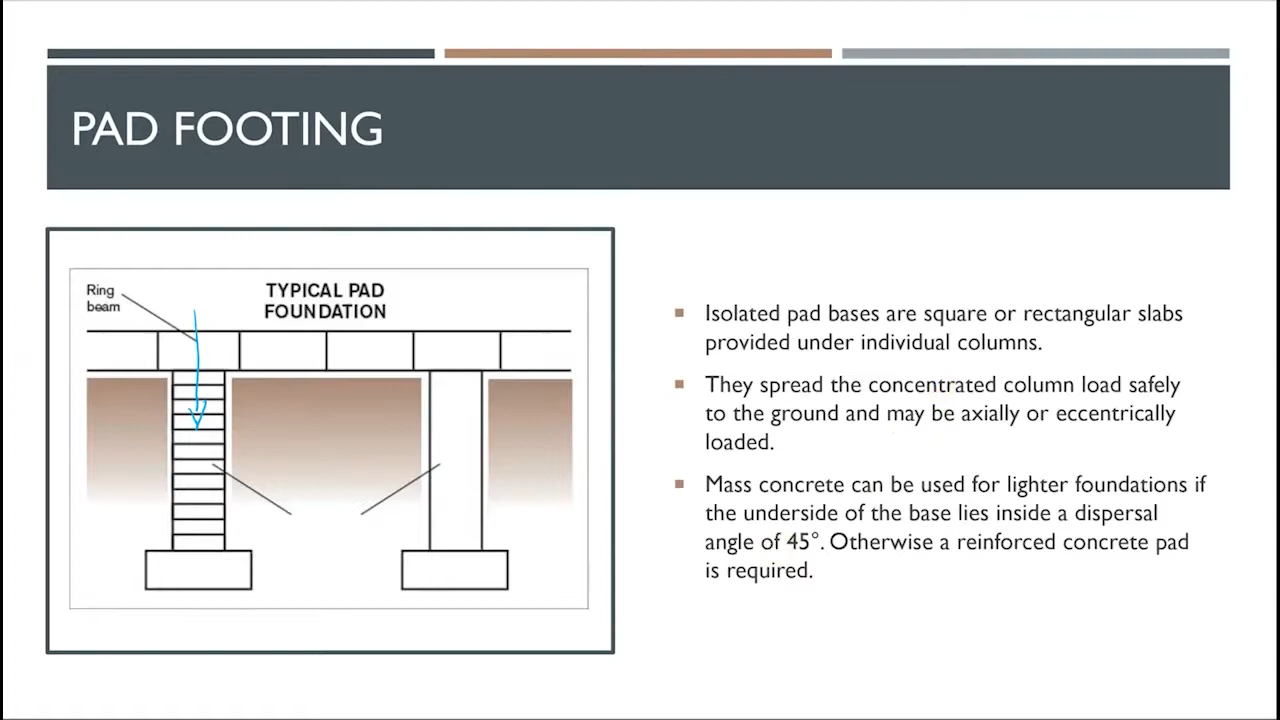 PAD FOOTING
Ring
beam
TYPICAL PAD
FOUNDATION
Isolated pad bases are square or rectangular slabs
provided under individual columns.
They spread the concentrated column load safely
to the ground and may be axially or eccentrically
loaded.
Mass concrete can be used for lighter foundations if
the underside of the base lies inside a dispersal
angle of 45°. Otherwise a reinforced concrete pad
is required.